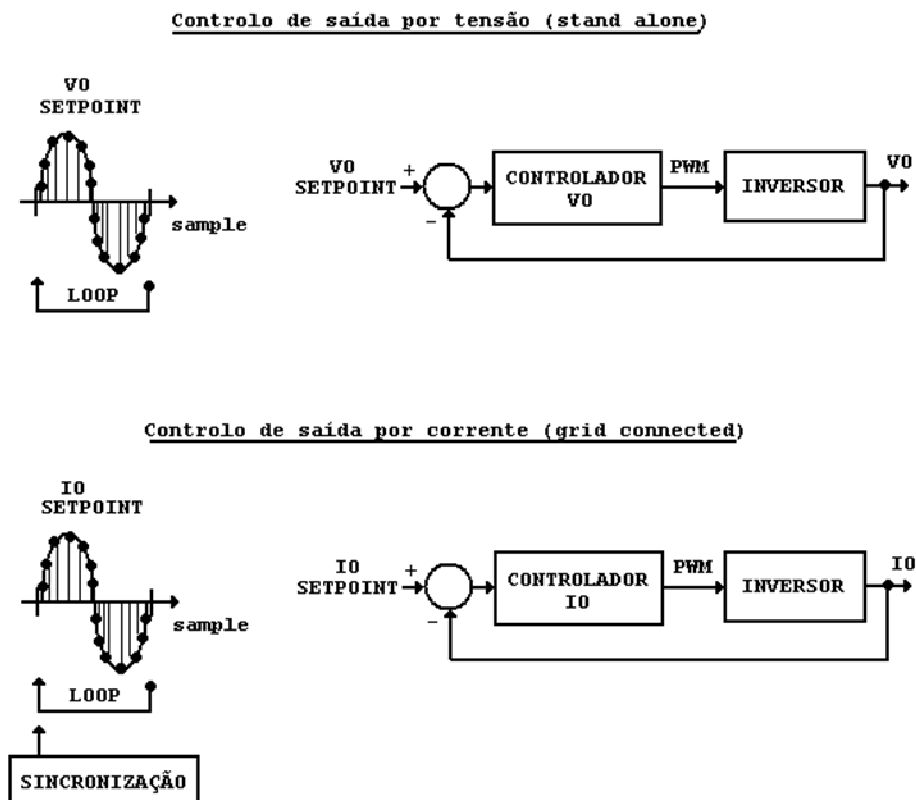 Controlo de saída por tensão (stand alone)
VO
SETPOINT
sample
LOOP
VO
SETPOINT
+
-
CONTROLADOR
VO
PWM
INVERSOR
VO
Controlo de saída por corrente (grid connected)
IO
SETPOINT
sample
LOOP
SINCRONIZAÇÃO
IO
SETPOINT
+
-
CONTROLADOR
IO
PWM
INVERSOR
IO